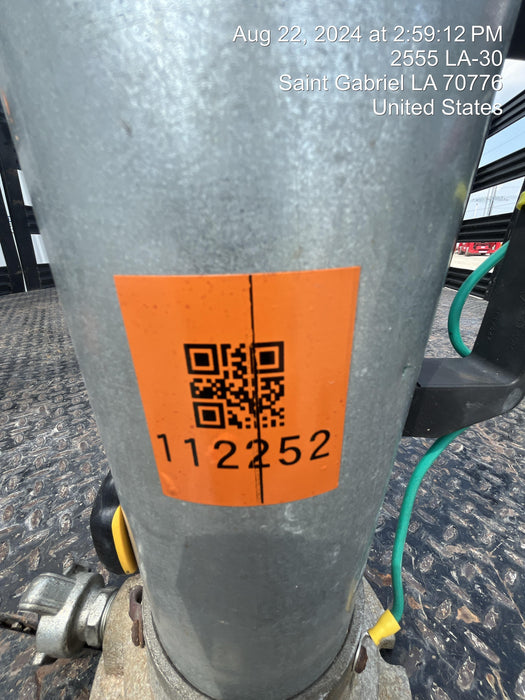 Aug 22, 2024 at 2:59:12 PM
2555 LA-30
Saint Gabriel LA 70776
United States
112252